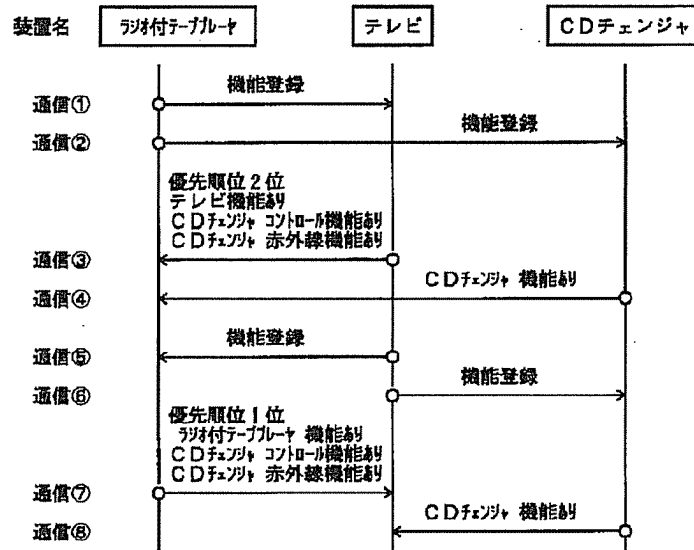 装置名 ラジオ付テーププレーヤ テレビ CDチェンジャ
機能登録
通信①
機能登録
通信②
優先順位2位
テレビ機能あり
CDチェンジャ コントロール機能あり
CDチェンジャ 赤外線機能あり
通信③
CDチェンジャ 機能あり
通信④
機能登録
通信⑤
機能登録
通信⑥
優先順位1位
ラジオ付テーププレーヤ 機能あり
CDチェンジャ コントロール機能あり
CDチェンジャ 赤外線機能あり
通信⑦
CDチェンジャ 機能あり
通信⑧